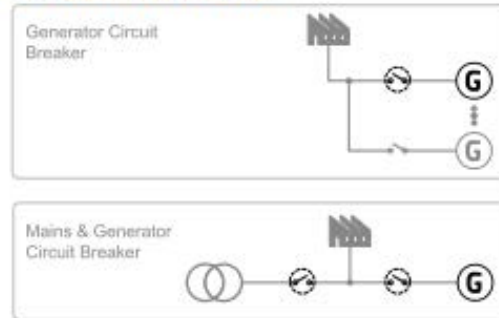 Generator Circuit
Breaker
G
G
Mains & Generator
Circuit Breaker
G